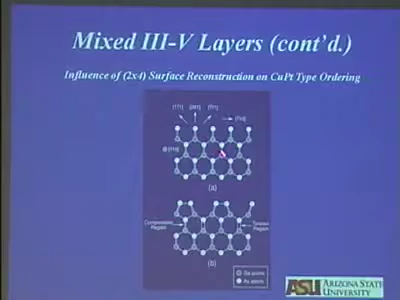 Mixed III-V Layers (cont'd.)
Influence of (2x4) Surface Reconstruction on CuPt Type Ordering
(a)
Compressive Region
Tensile Region
(b)
Ga atoms
As atoms
ASU ARIZONA STATE
UNIVERSITY